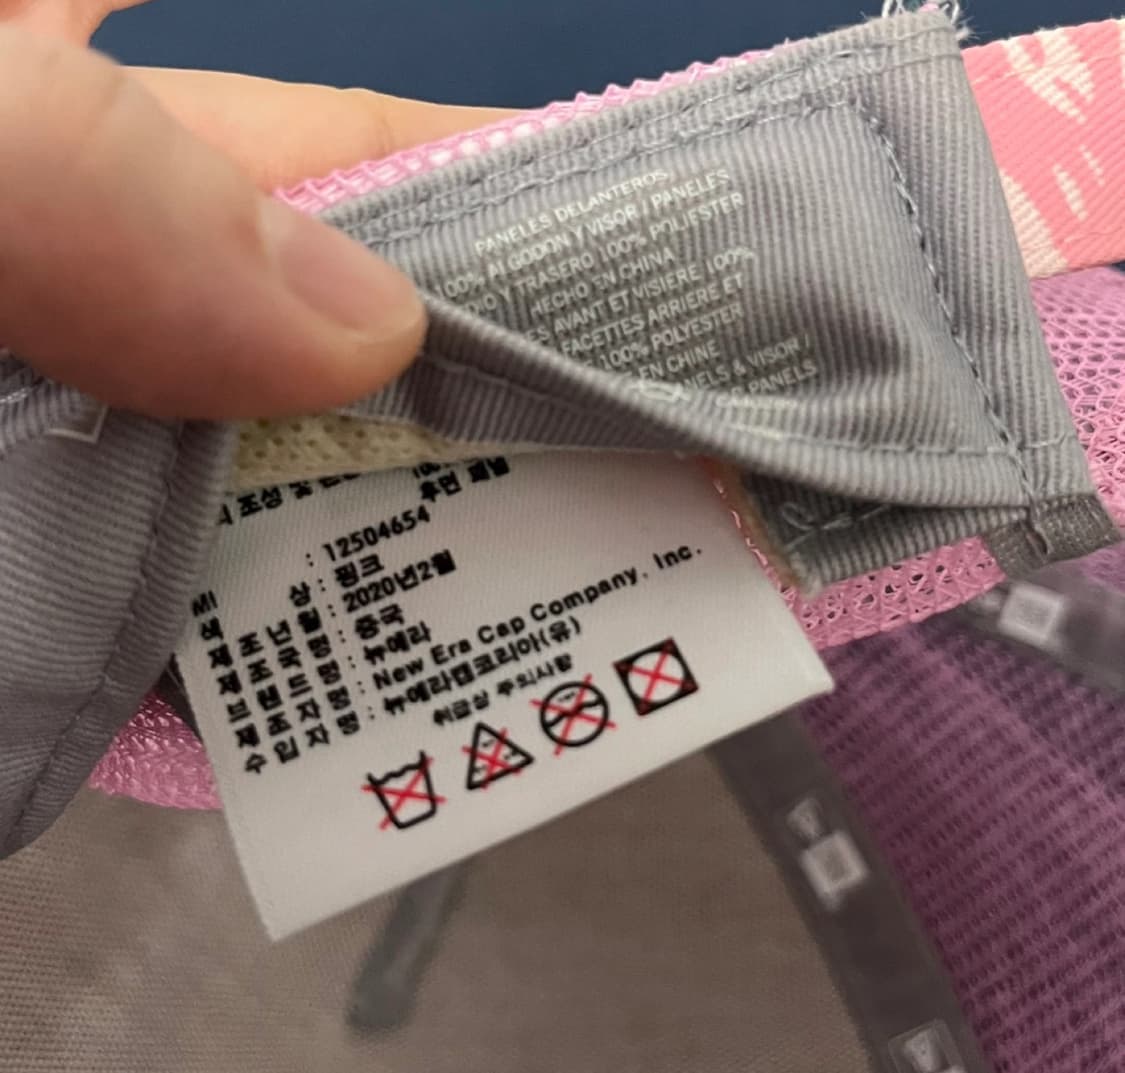 PANELES DELANTEROS
100% ALGODON Y VISOR / PANELES
Y TRASERO 100% POLIESTER
HECHO EN CHINA
AVANT ET VISIERE 100%
FACETTES ARRIERE ET
100% POLYESTER
EN CHINE
& VISOR /
PANELS
조성 및
후면 패널
: 12504654
색 상 : 핑크
제 조 년 월 : 2020년2월
제 조 국 명 : 중국
브 랜 드 명 : 뉴에라
제 조 자 명 : New Era Cap Company, Inc.
수 입 자 명 : 뉴에라캡코리아(유)
취급상 주의사항